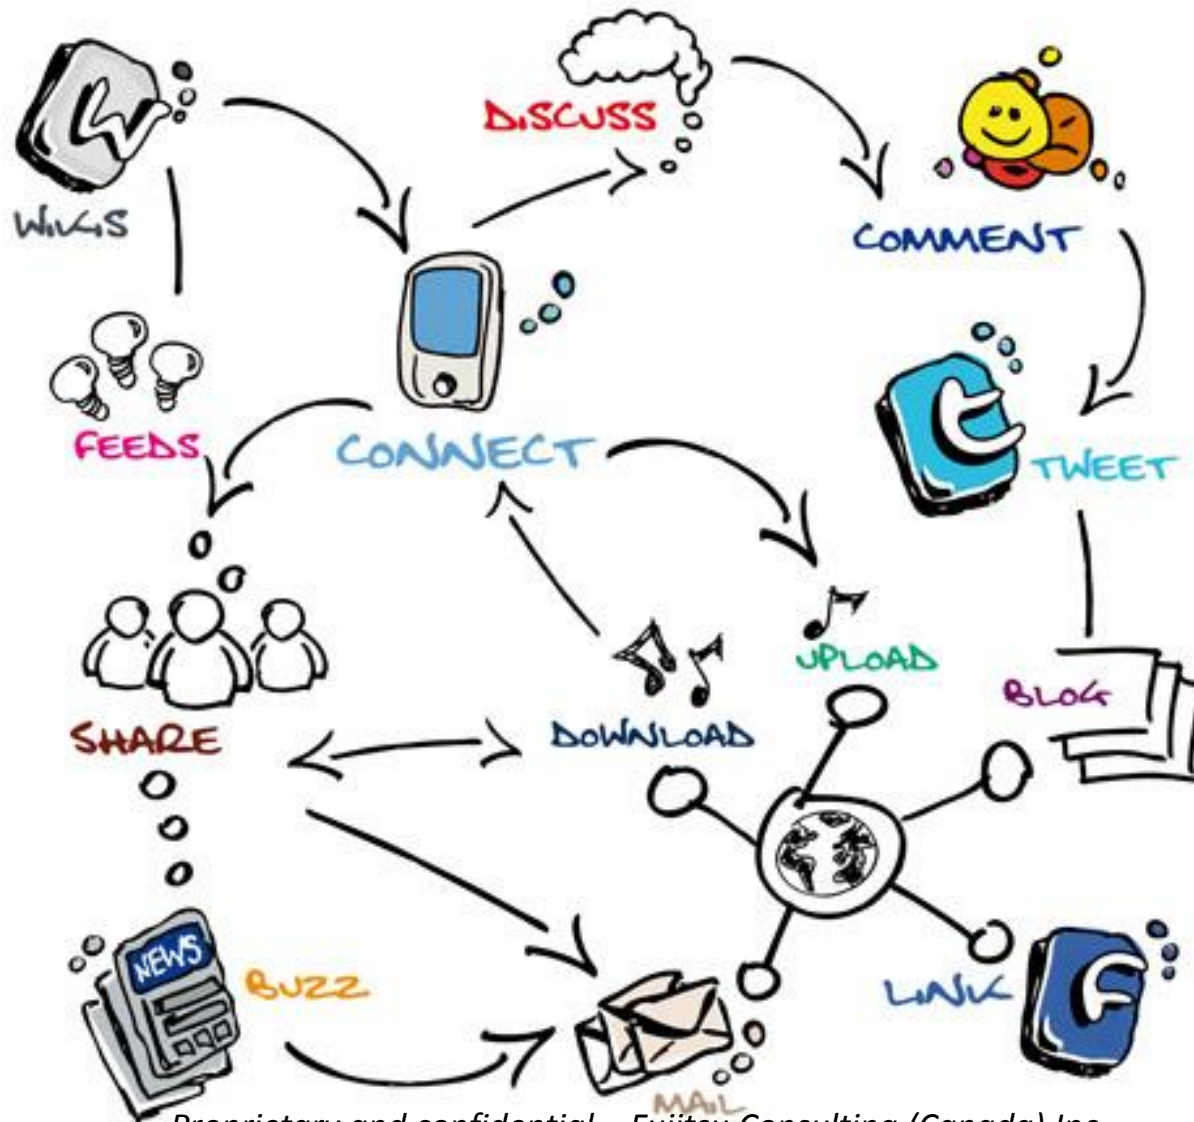 DISCUSS
WIKIS
COMMENT
FEEDS
CONNECT
TWEET
UPLOAD
BLOG
SHARE
DOWNLOAD
NEWS
BUZZ
LINK
MAIL
Proprietary and confidential – Fujitsu Consulting (Canada) Inc.